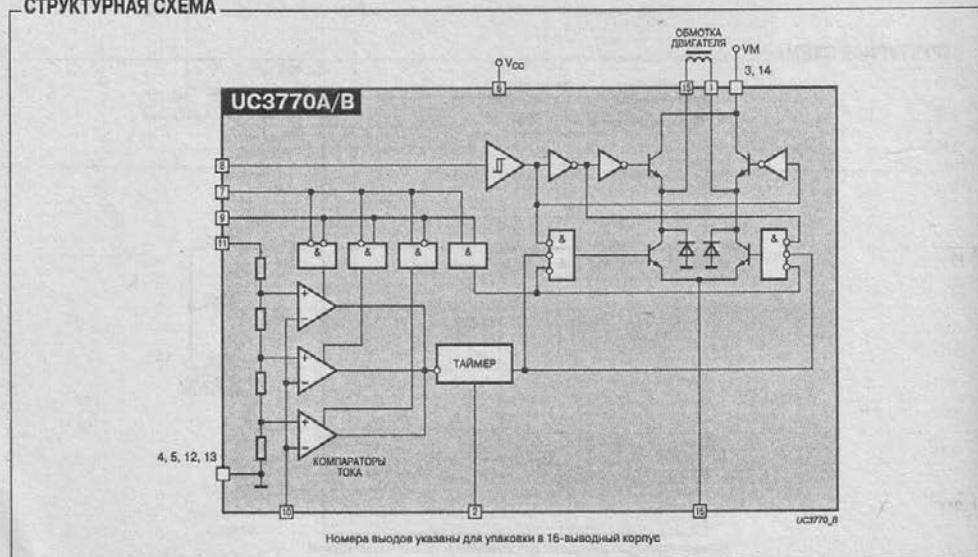 СТРУКТУРНАЯ СХЕМА
ОБМОТКА
ДВИГАТЕЛЯ
VM
VCC
3, 14
6
15
1
UC3770A/B
8
7
9
11
&
&
&
&
&
&
+
−
+
−
+
−
ТАЙМЕР
4, 5, 12, 13
КОМПАРАТОРЫ
ТОКА
10
2
16
UC3770_B
Номера выодов указаны для упаковки в 16-выводный корпус